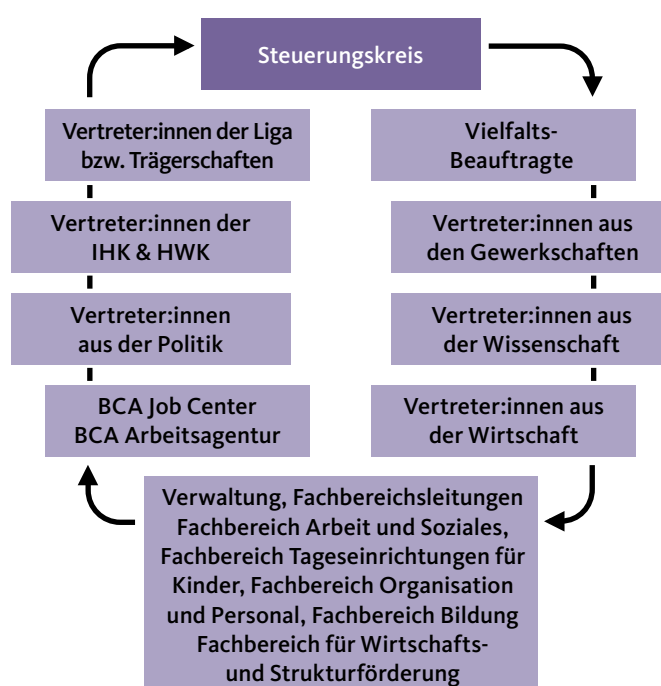 Steuerungskreis
Vertreter:innen der Liga
bzw. Trägerschaften
Vielfalts-
Beauftragte
Vertreter:innen der
IHK & HWK
Vertreter:innen aus
den Gewerkschaften
Vertreter:innen
aus der Politik
Vertreter:innen aus
der Wissenschaft
BCA Job Center
BCA Arbeitsagentur
Vertreter:innen aus
der Wirtschaft
Verwaltung, Fachbereichsleitungen
Fachbereich Arbeit und Soziales,
Fachbereich Tageseinrichtungen für
Kinder, Fachbereich Organisation
und Personal, Fachbereich Bildung
Fachbereich für Wirtschafts-
und Strukturförderung